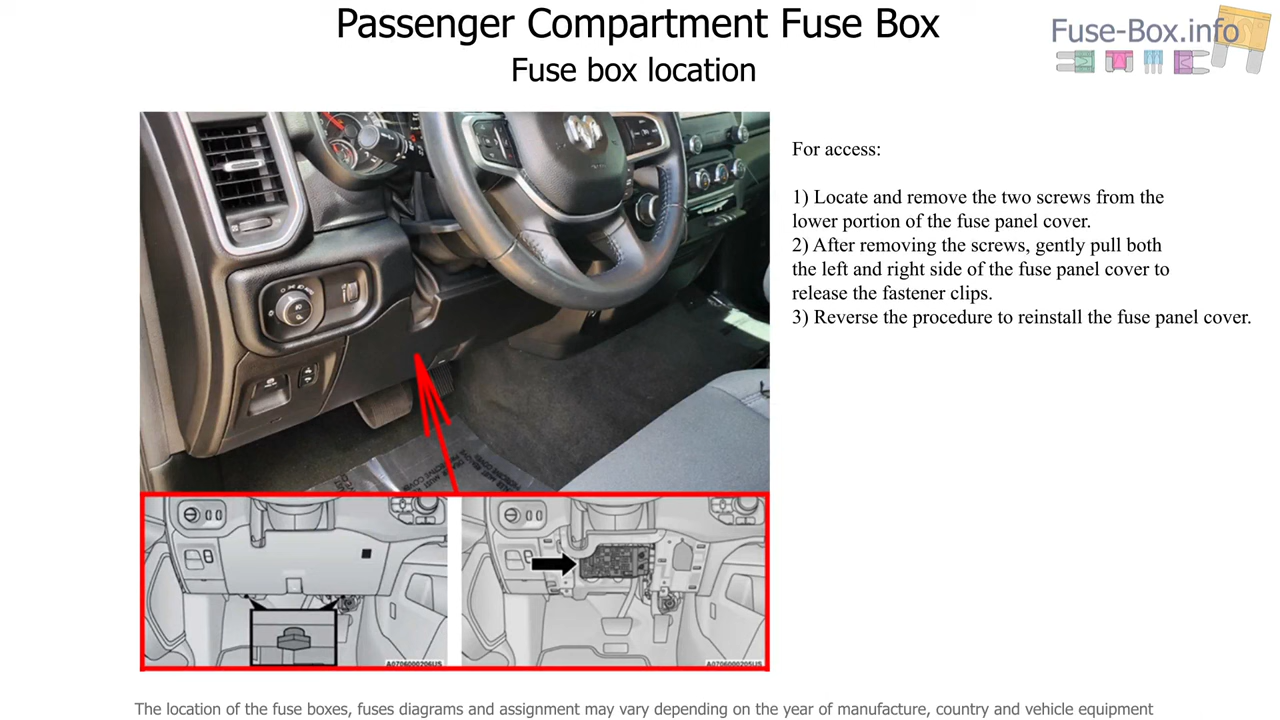 Passenger Compartment Fuse Box
Fuse box location
Fuse-Box.info
For access:
1) Locate and remove the two screws from the
lower portion of the fuse panel cover.
2) After removing the screws, gently pull both
the left and right side of the fuse panel cover to
release the fastener clips.
3) Reverse the procedure to reinstall the fuse panel cover.
A0706000206US
A0706000205US
The location of the fuse boxes, fuses diagrams and assignment may vary depending on the year of manufacture, country and vehicle equipment